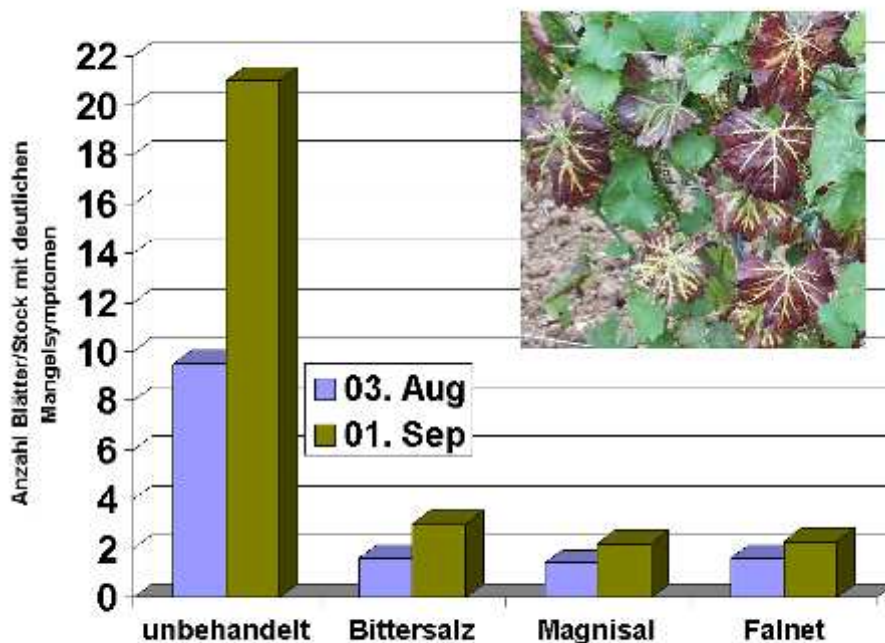 22
20
18
16
14
12
10
8
6
4
2
0
Anzahl Blätter/Stock mit deutlichen
Mangelsymptomen
03. Aug
01. Sep
unbehandelt Bittersalz Magnisal Falnet